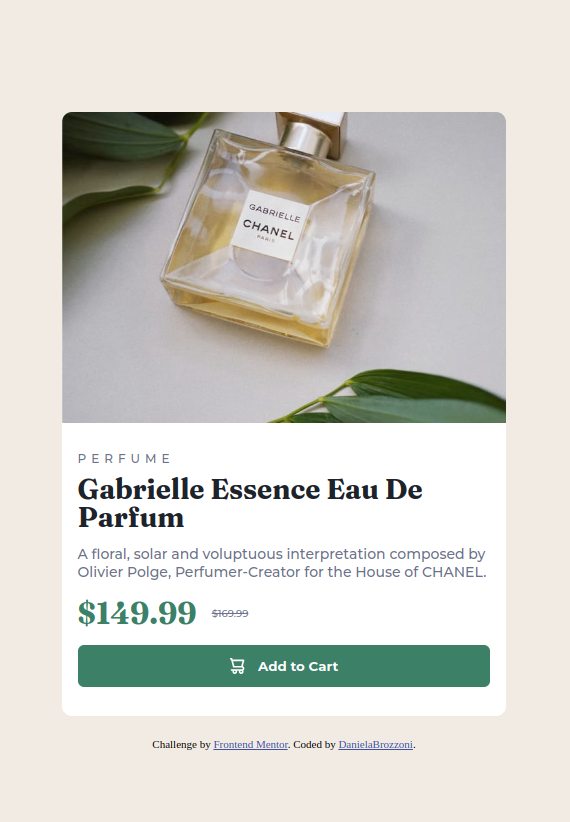 GABRIELLE
CHANEL
PARIS
PERFUME
Gabrielle Essence Eau De
Parfum
A floral, solar and voluptuous interpretation composed by
Olivier Polge, Perfumer-Creator for the House of CHANEL.
$149.99 $169.99
Add to Cart
Challenge by Frontend Mentor. Coded by DanielaBrozzoni.